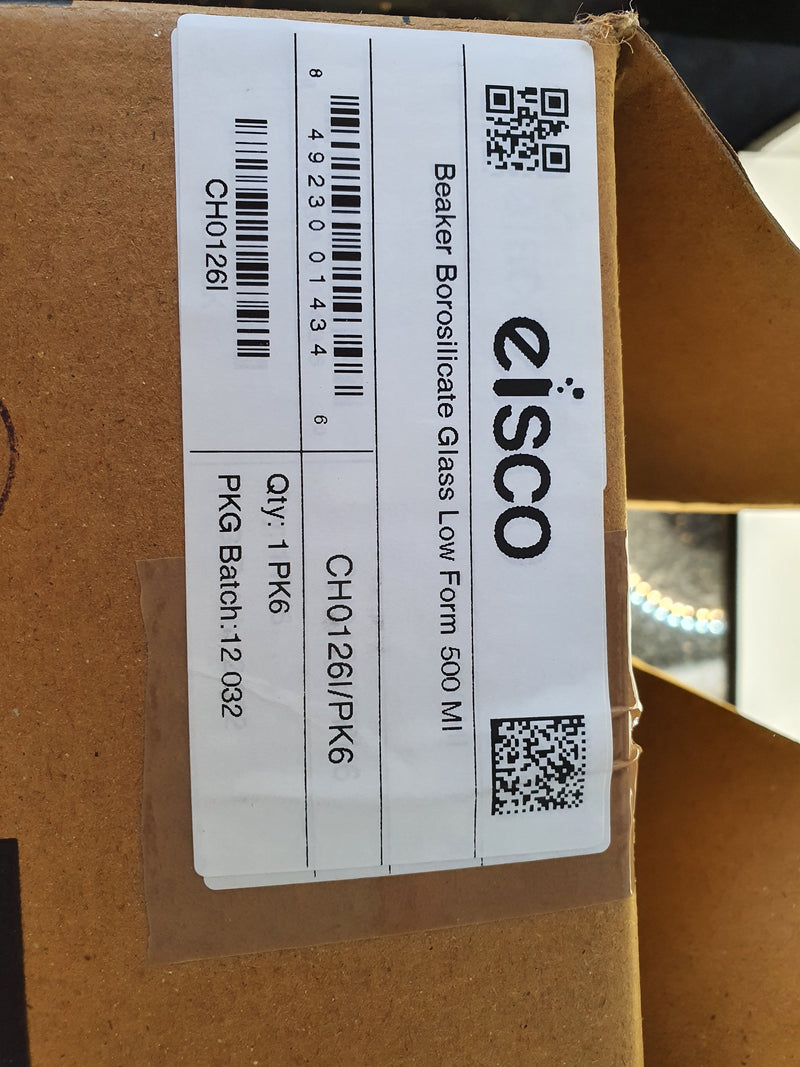 eisco
Beaker Borosilicate Glass Low Form 500 Ml
8 49230 01434 6
CH0126I/PK6
CH0126I
Qty: 1 PK6
PKG Batch:12 032